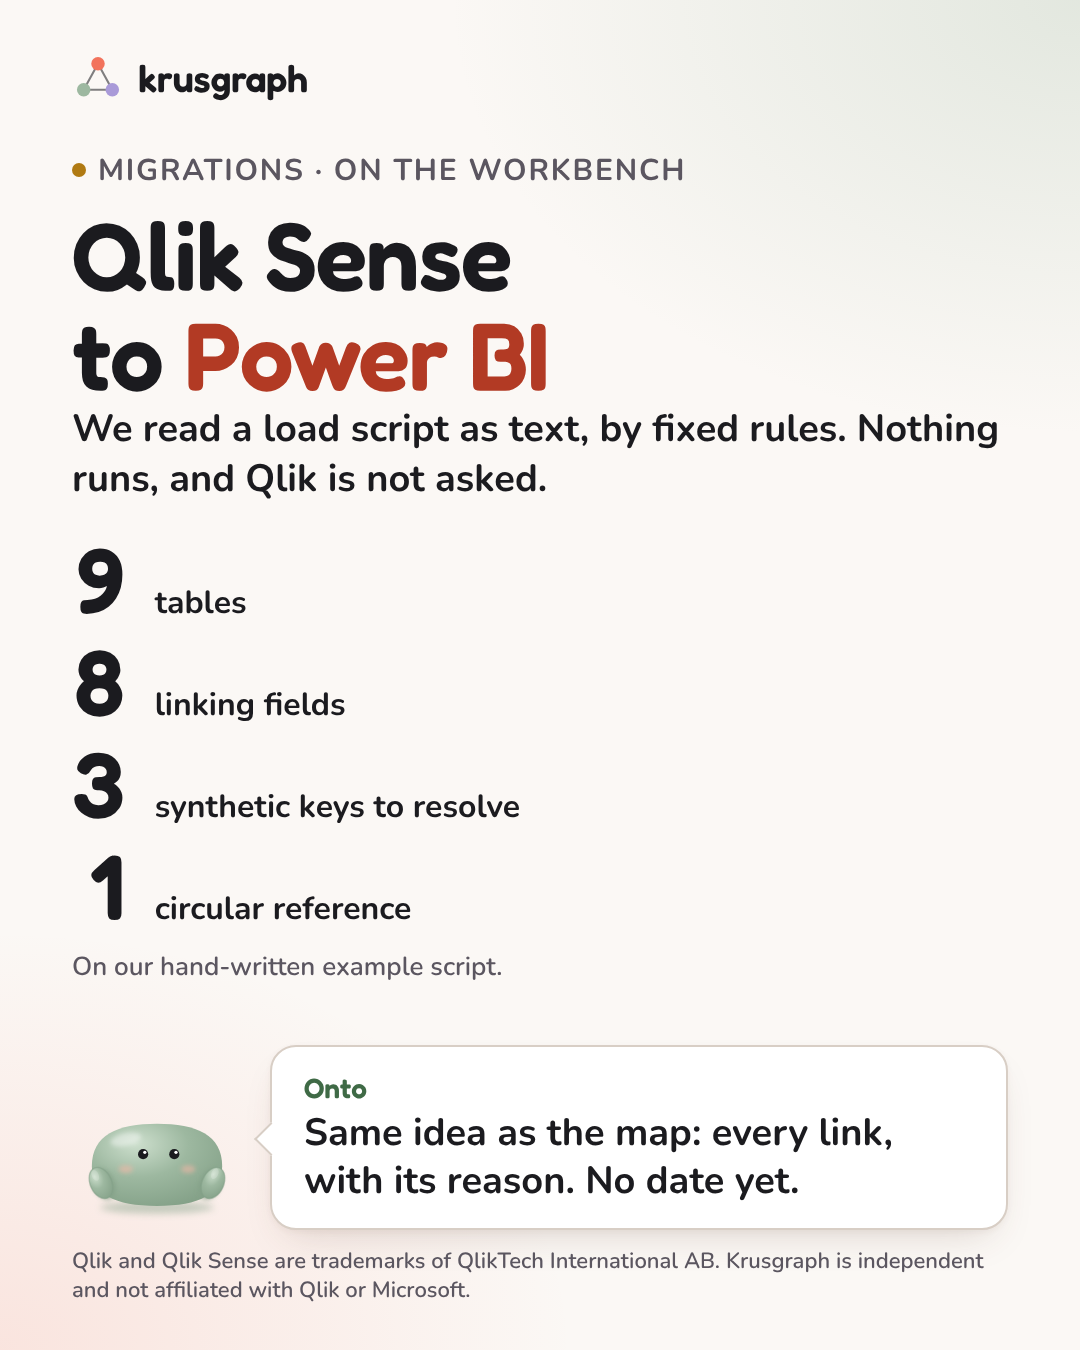 krusgraph
MIGRATIONS · ON THE WORKBENCH
Qlik Sense
to Power BI
We read a load script as text, by fixed rules. Nothing
runs, and Qlik is not asked.
9 tables
8 linking fields
3 synthetic keys to resolve
1 circular reference
On our hand-written example script.
Onto
Same idea as the map: every link,
with its reason. No date yet.
Qlik and Qlik Sense are trademarks of QlikTech International AB. Krusgraph is independent
and not affiliated with Qlik or Microsoft.